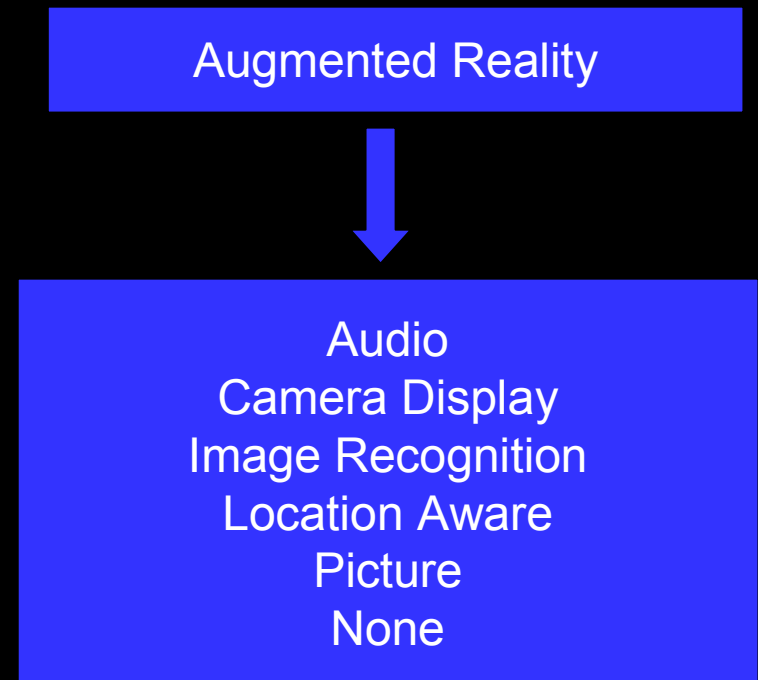 Augmented Reality
Audio
Camera Display
Image Recognition
Location Aware
Picture
None